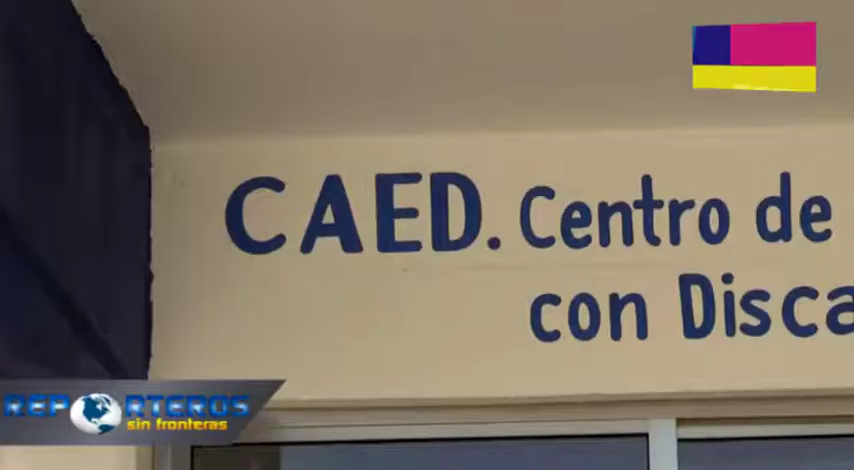 CAED. Centro de
con Disca
REPORTEROS
sin fronteras